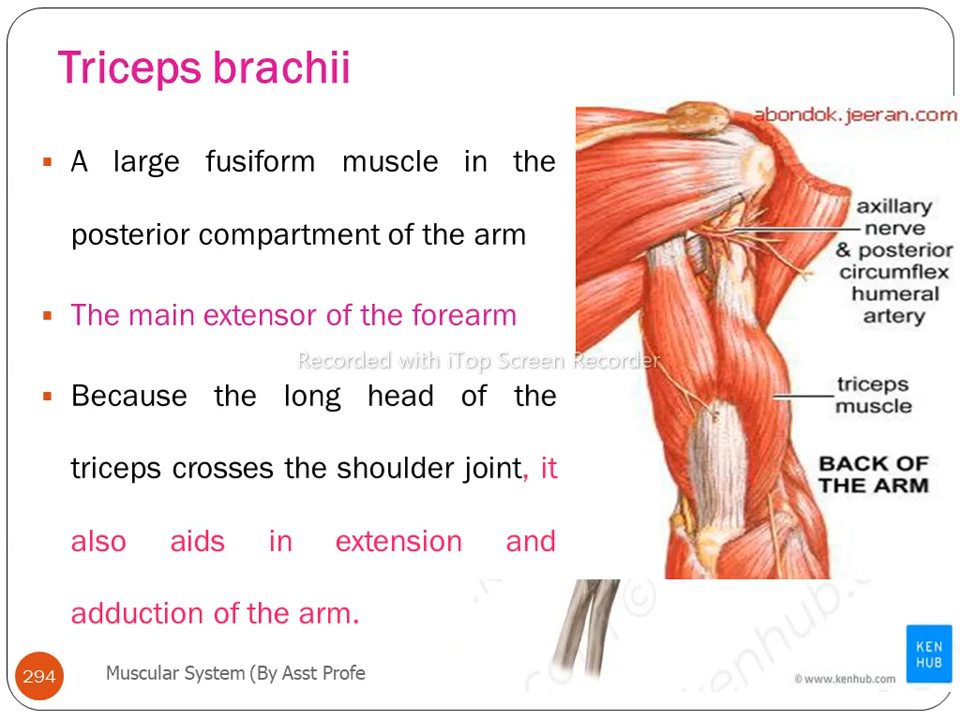 Triceps brachii
▪ A large fusiform muscle in the
posterior compartment of the arm
▪ The main extensor of the forearm
▪ Because the long head of the
triceps crosses the shoulder joint, it
also aids in extension and
adduction of the arm.
Recorded with iTop Screen Recorder
abondok.jeeran.com
axillary
nerve
& posterior
circumflex
humeral
artery
triceps
muscle
BACK OF
THE ARM
294
Muscular System (By Asst Profe
KEN
HUB
© www.kenhub.com
kenhub.com